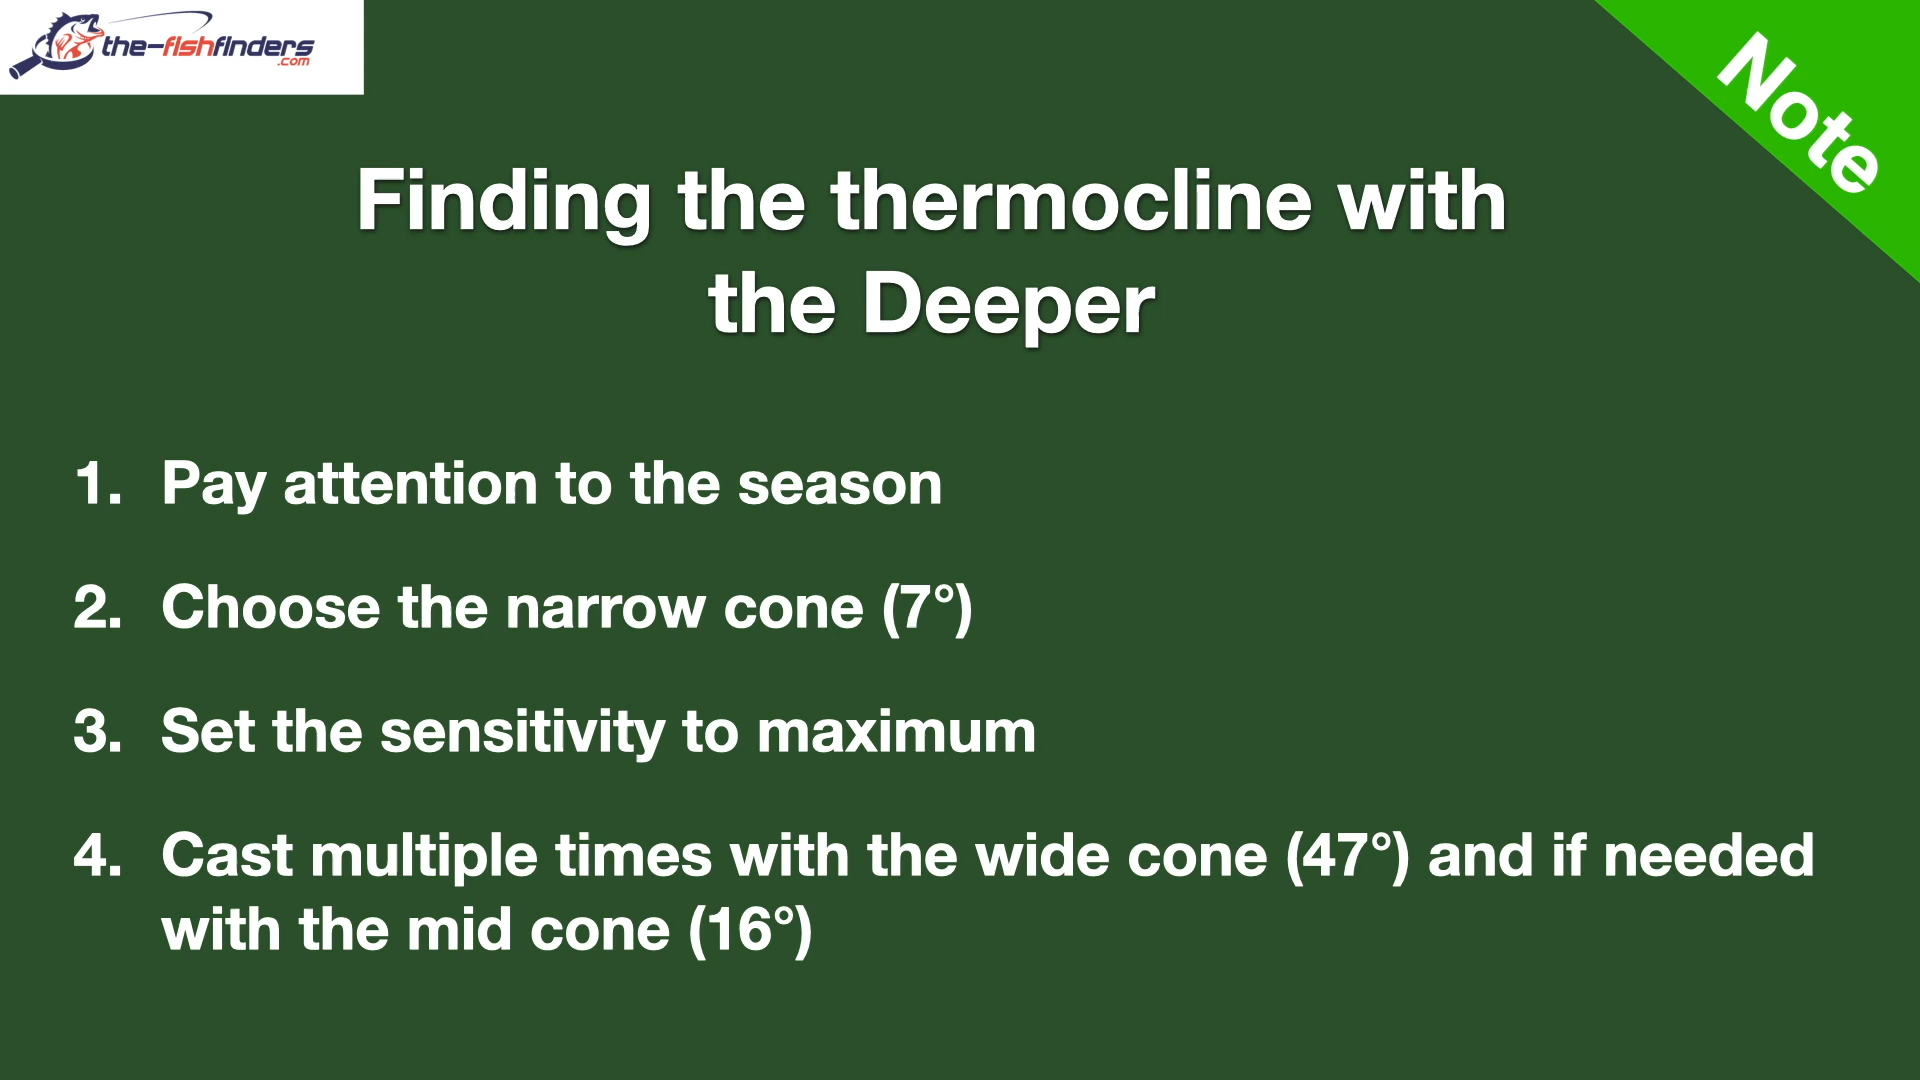 the-fishfinders
.com
Note
Finding the thermocline with
the Deeper
1. Pay attention to the season
2. Choose the narrow cone (7°)
3. Set the sensitivity to maximum
4. Cast multiple times with the wide cone (47°) and if needed
with the mid cone (16°)